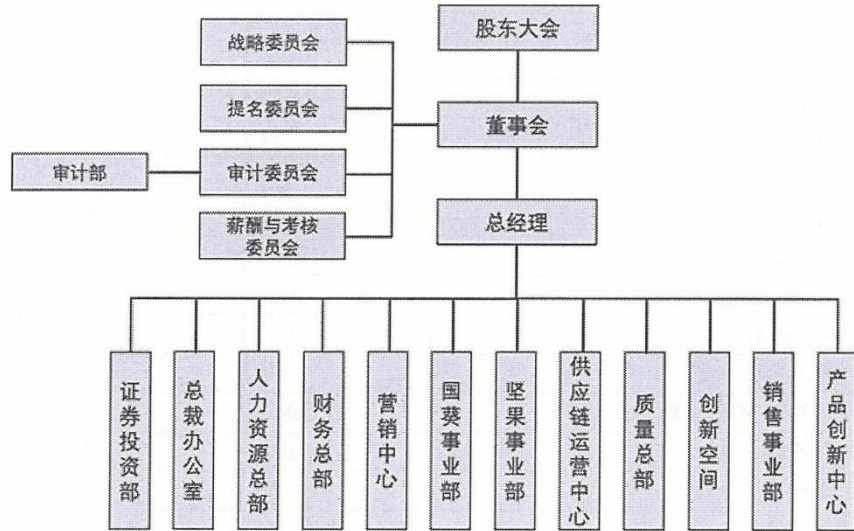 股东大会
战略委员会
提名委员会
董事会
审计部
审计委员会
薪酬与考核
委员会
总经理
证券投资部
总裁办公室
人力资源总部
财务总部
营销中心
国葵事业部
坚果事业部
供应链运营中心
质量总部
创新空间
销售事业部
产品创新中心